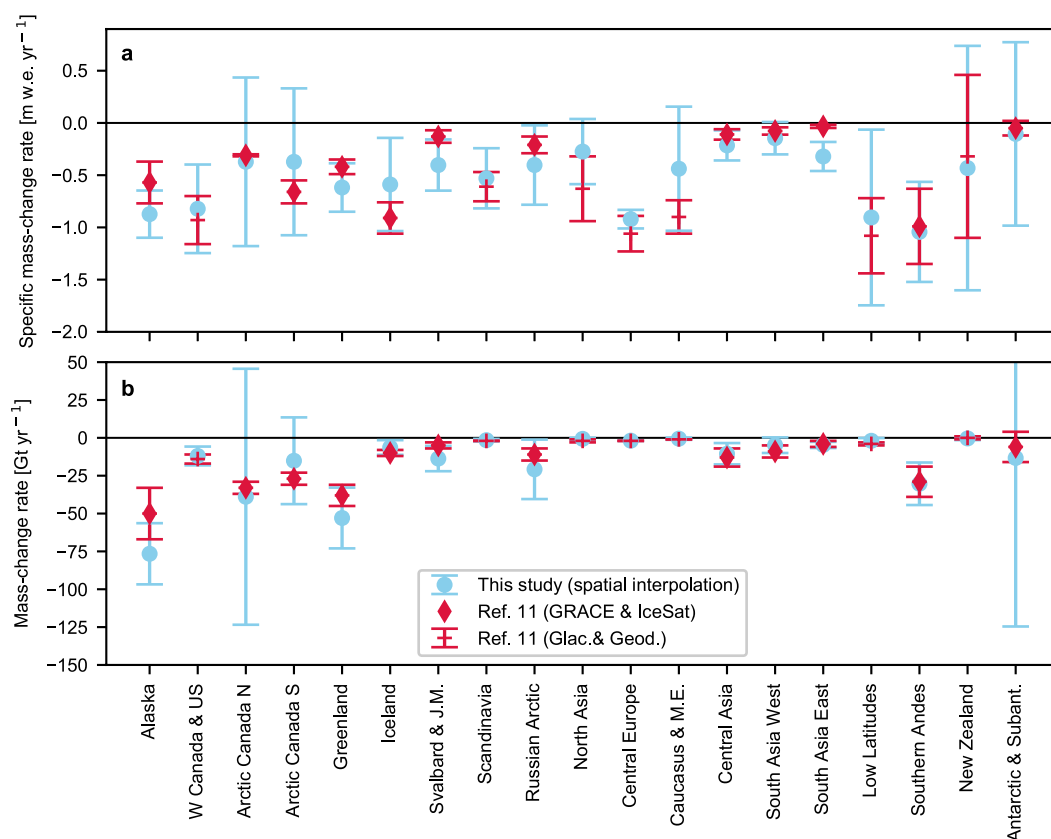 a
Specific mass-change rate [m w.e. yr⁻¹]
0.5
0.0
−0.5
−1.0
−1.5
−2.0
b
Mass-change rate [Gt yr⁻¹]
50
25
0
−25
−50
−75
−100
−125
−150
This study (spatial interpolation)
Ref. 11 (GRACE & IceSat)
Ref. 11 (Glac.& Geod.)
Alaska
W Canada & US
Arctic Canada N
Arctic Canada S
Greenland
Iceland
Svalbard & J.M.
Scandinavia
Russian Arctic
North Asia
Central Europe
Caucasus & M.E.
Central Asia
South Asia West
South Asia East
Low Latitudes
Southern Andes
New Zealand
Antarctic & Subant.